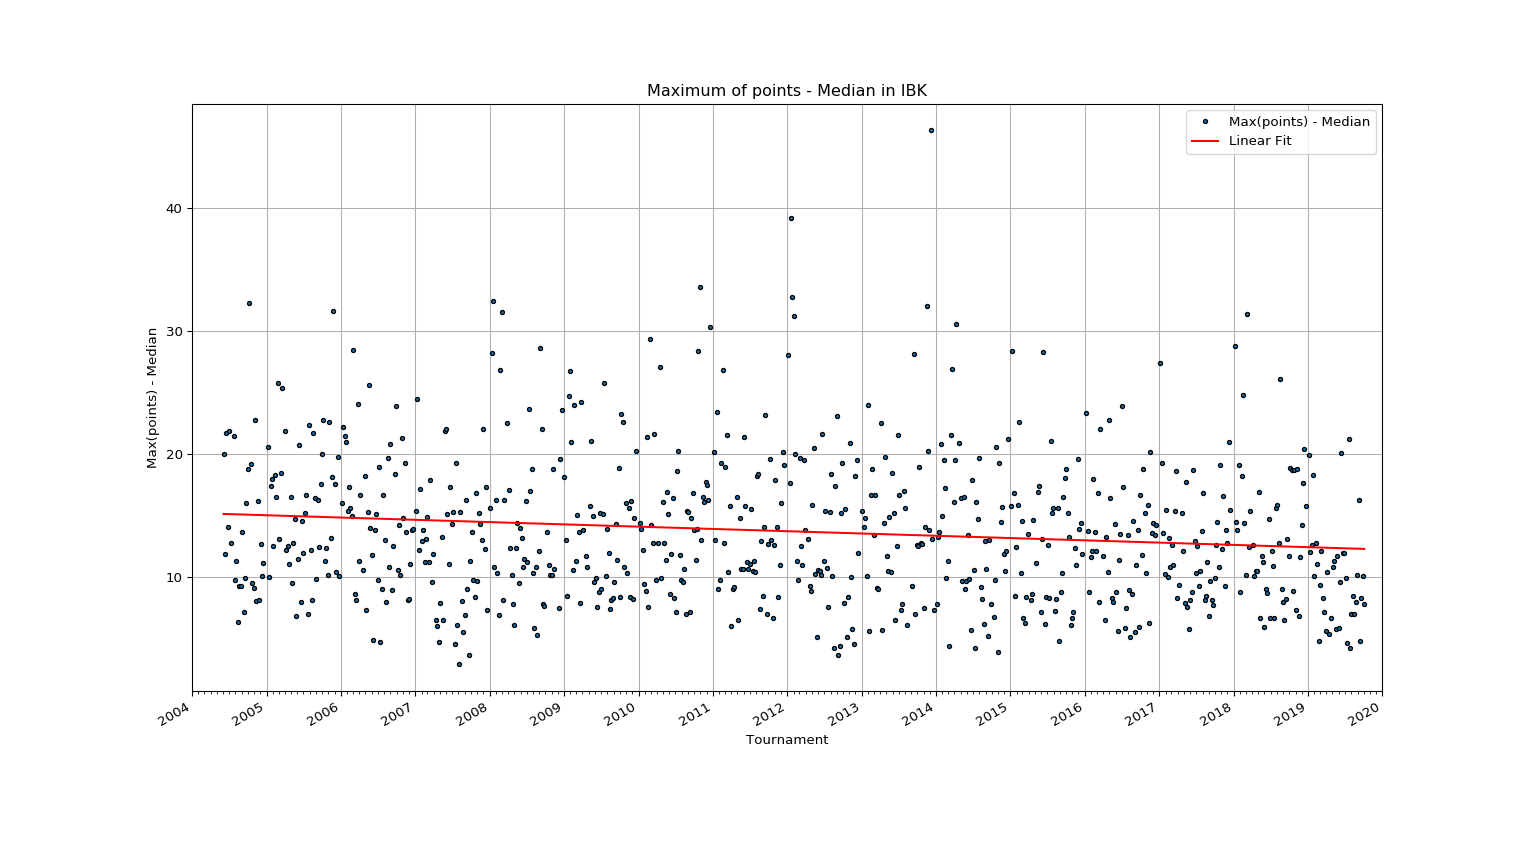 Maximum of points - Median in IBK
Max(points) - Median
Linear Fit
40
30
20
10
Max(points) - Median
2004 2005 2006 2007 2008 2009 2010 2011 2012 2013 2014 2015 2016 2017 2018 2019 2020
Tournament